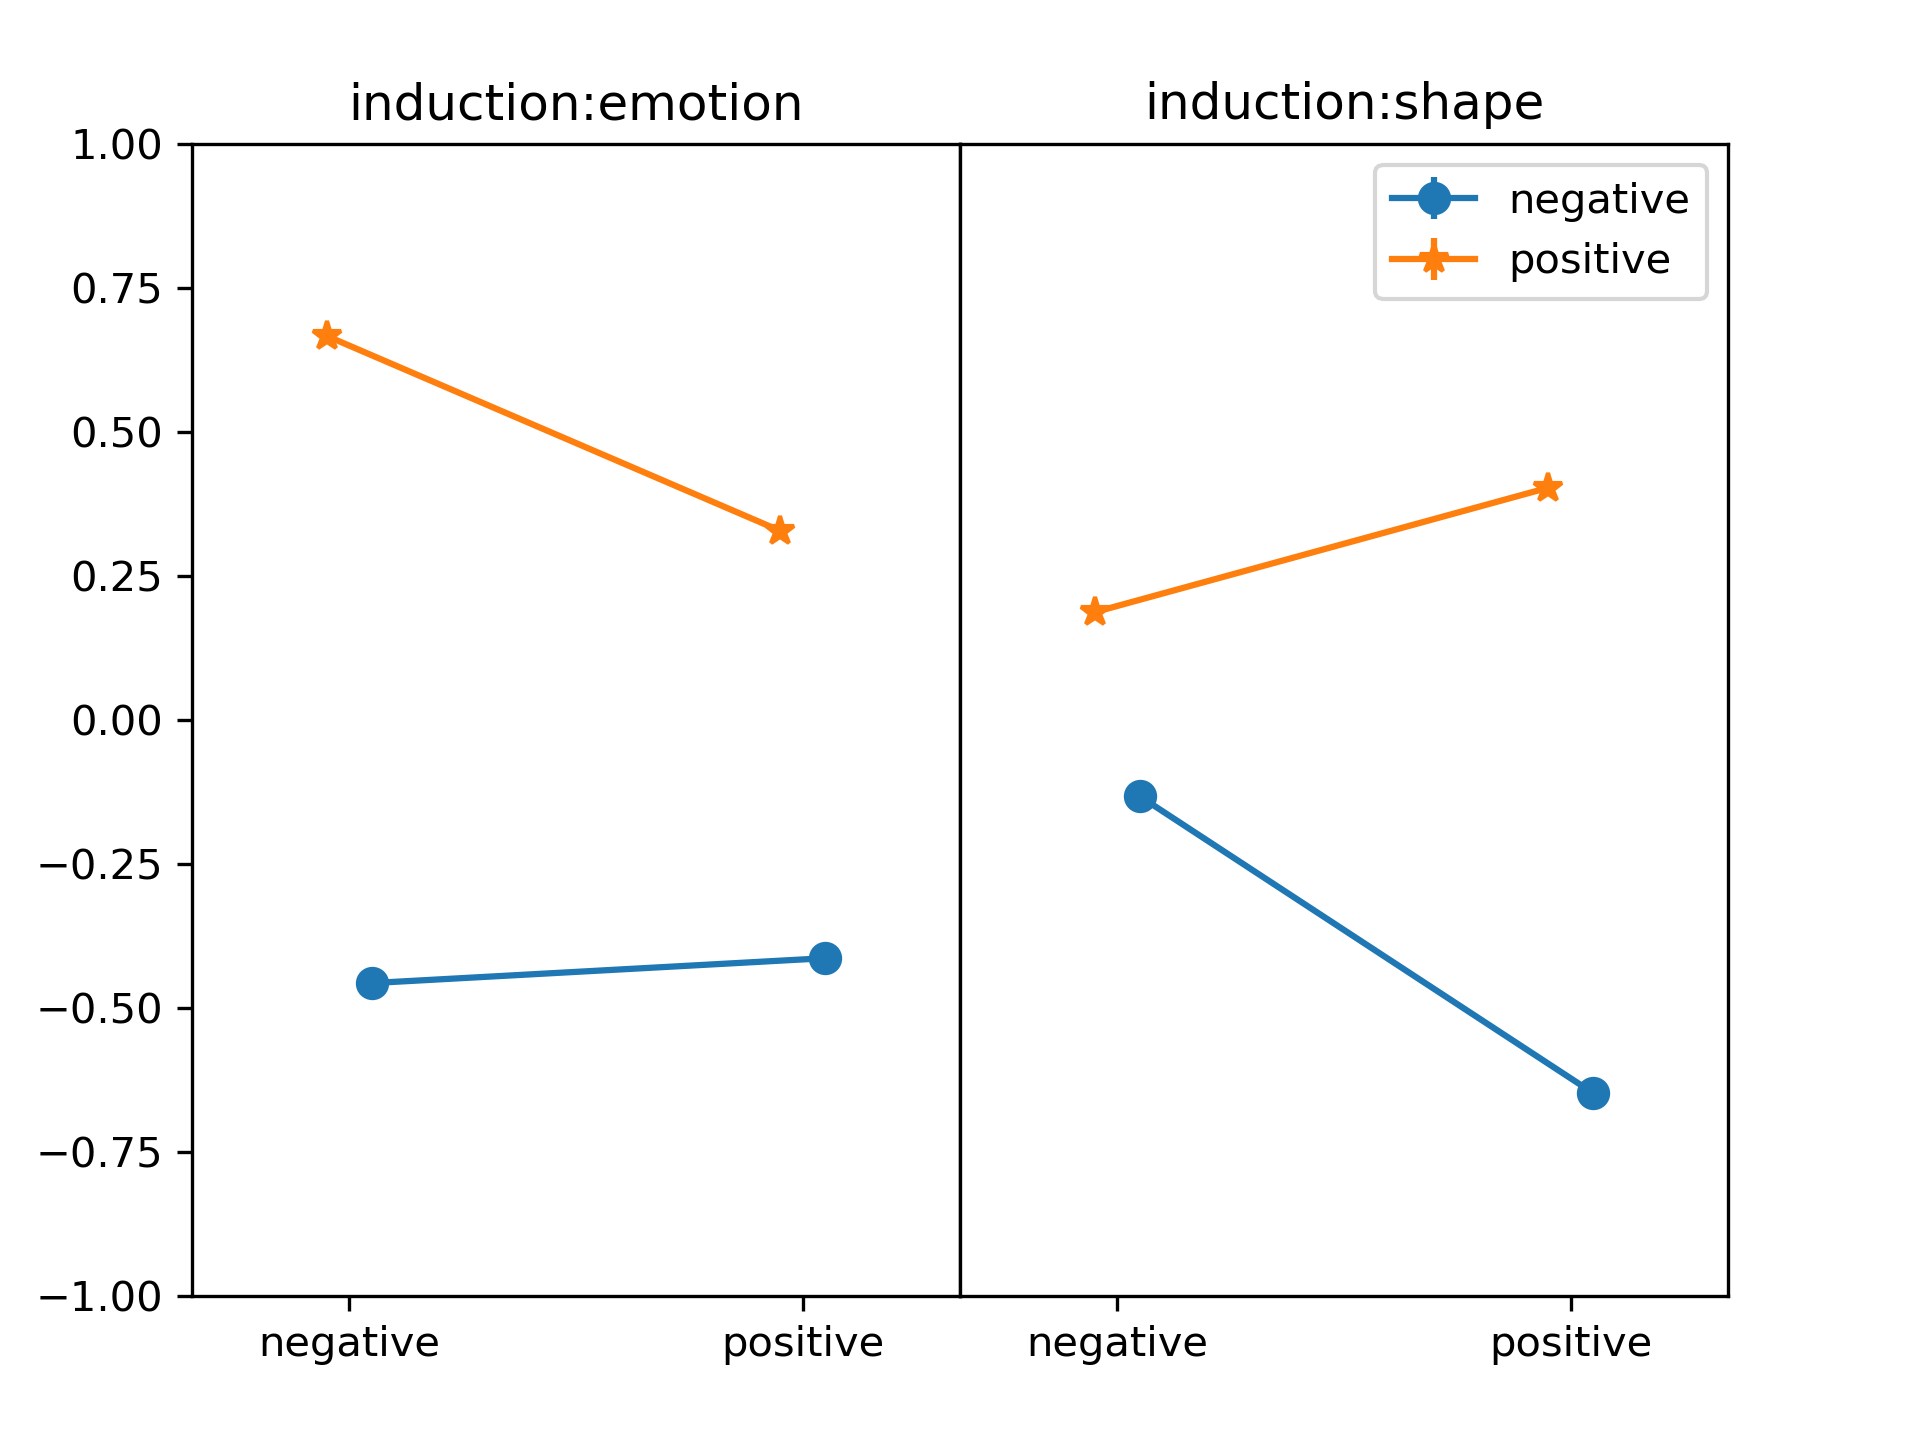 induction:emotion
induction:shape
1.00
0.75
0.50
0.25
0.00
−0.25
−0.50
−0.75
−1.00
negative
positive
negative
positive
negative
positive